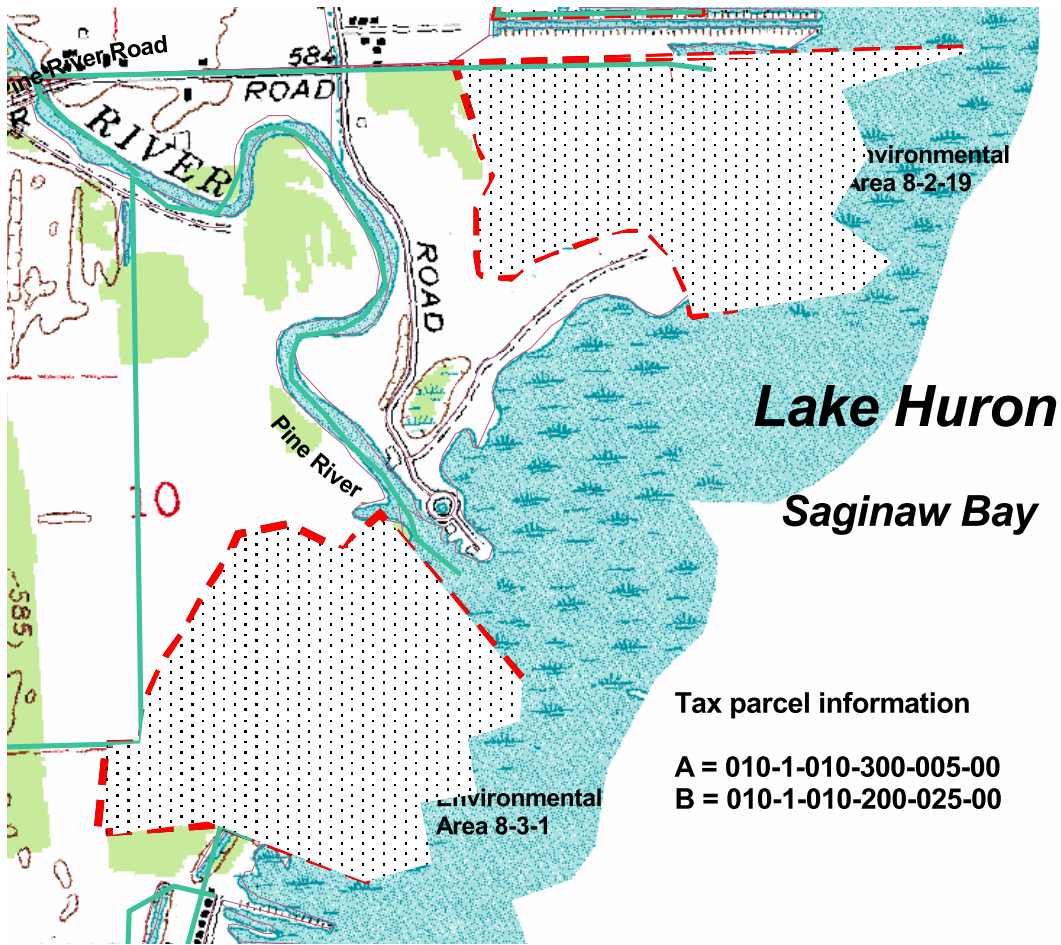 ine River Road
584
ROAD
RIVER
R
nvironmental
Area 8-2-19
ROAD
Lake Huron
Pine River
Saginaw Bay
10
585
Tax parcel information
A = 010-1-010-300-005-00
B = 010-1-010-200-025-00
Environmental
Area 8-3-1